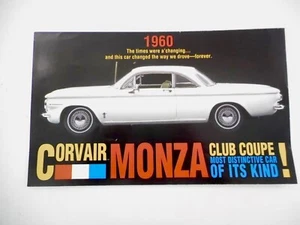 1960
The times were a'changing...
and this car changed the way we drove—forever.
CORVAIR MONZA CLUB COUPE
MOST DISTINCTIVE CAR
OF ITS KIND!